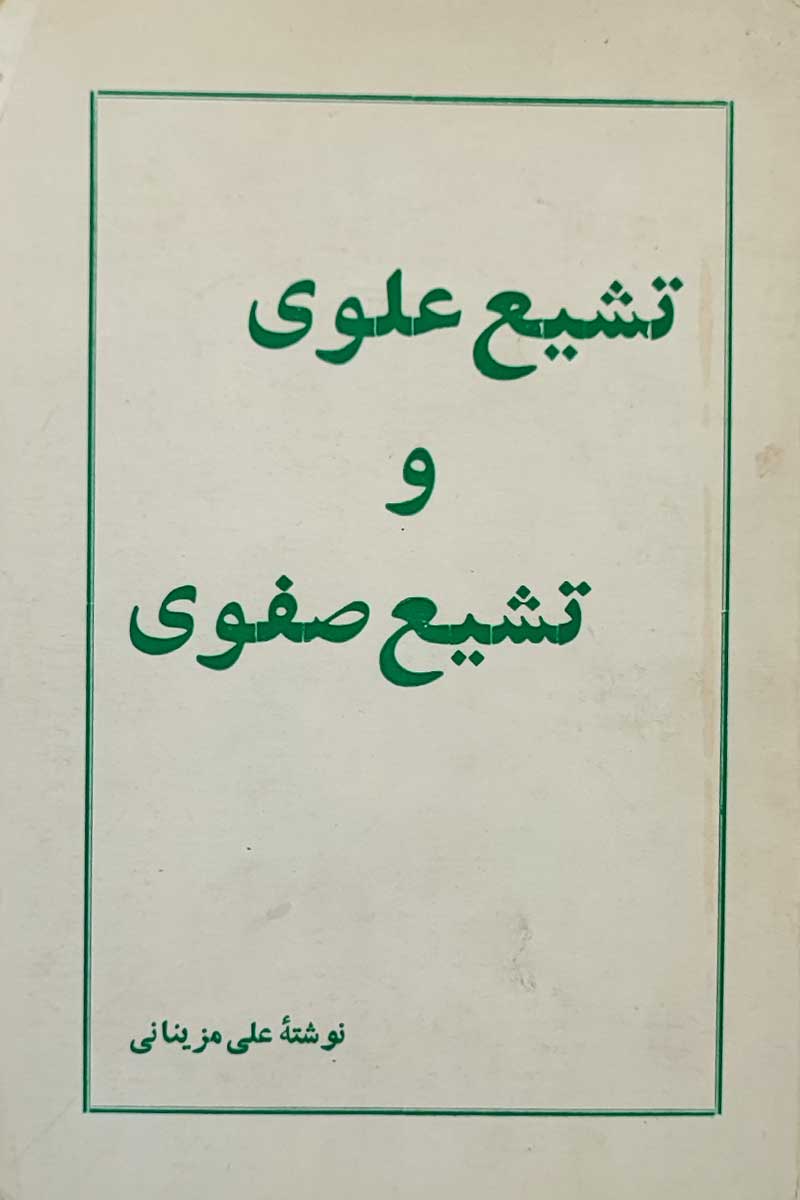 تشیع علوی
و
تشیع صفوی
نوشتهٔ علی مزینانی